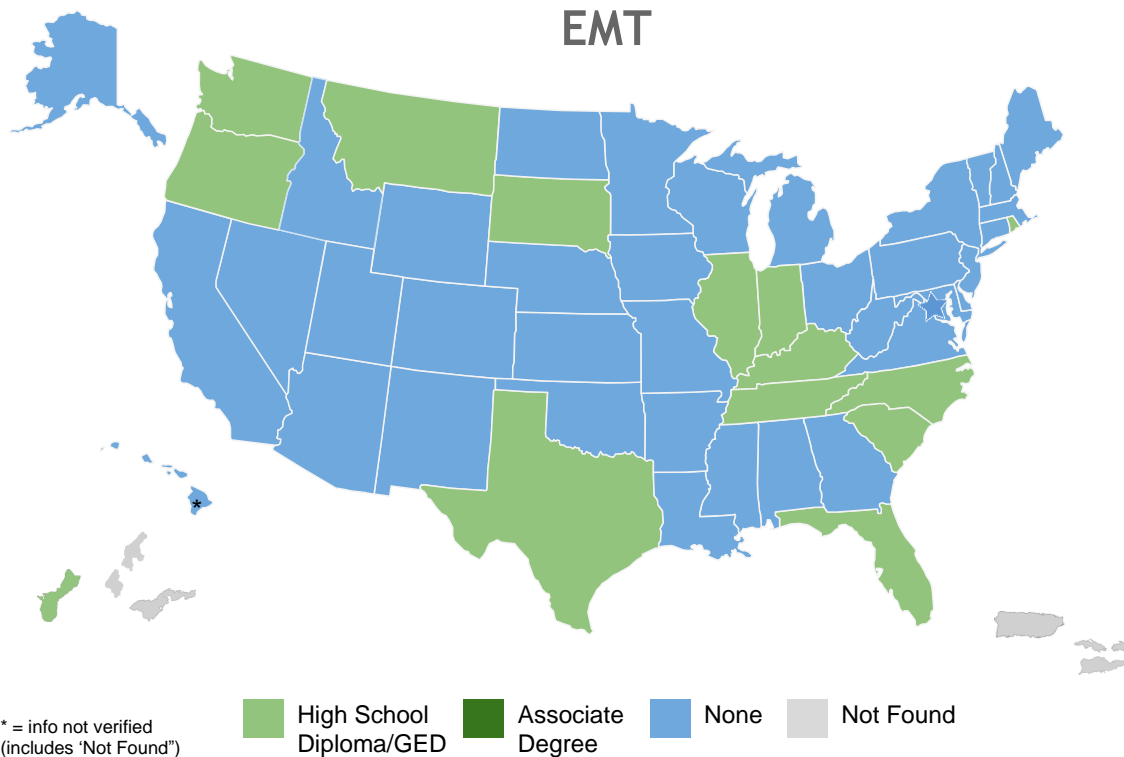 EMT
*
* = info not verified
(includes ‘Not Found”)
High School
Diploma/GED
Associate
Degree
None
Not Found